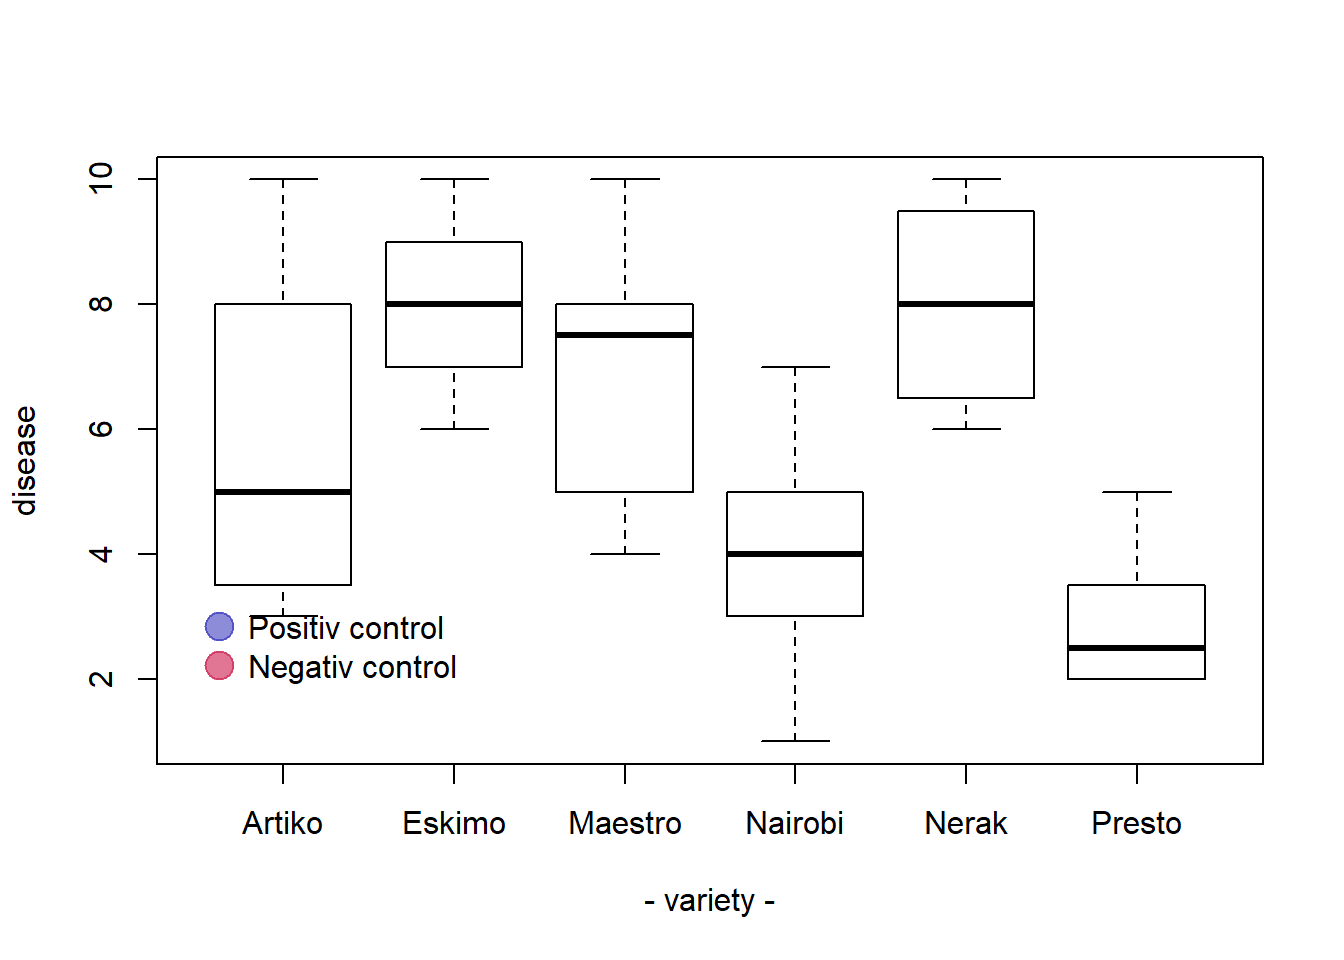 10
8
6
4
2
disease
Positiv control
Negativ control
Artiko Eskimo Maestro Nairobi Nerak Presto
- variety -